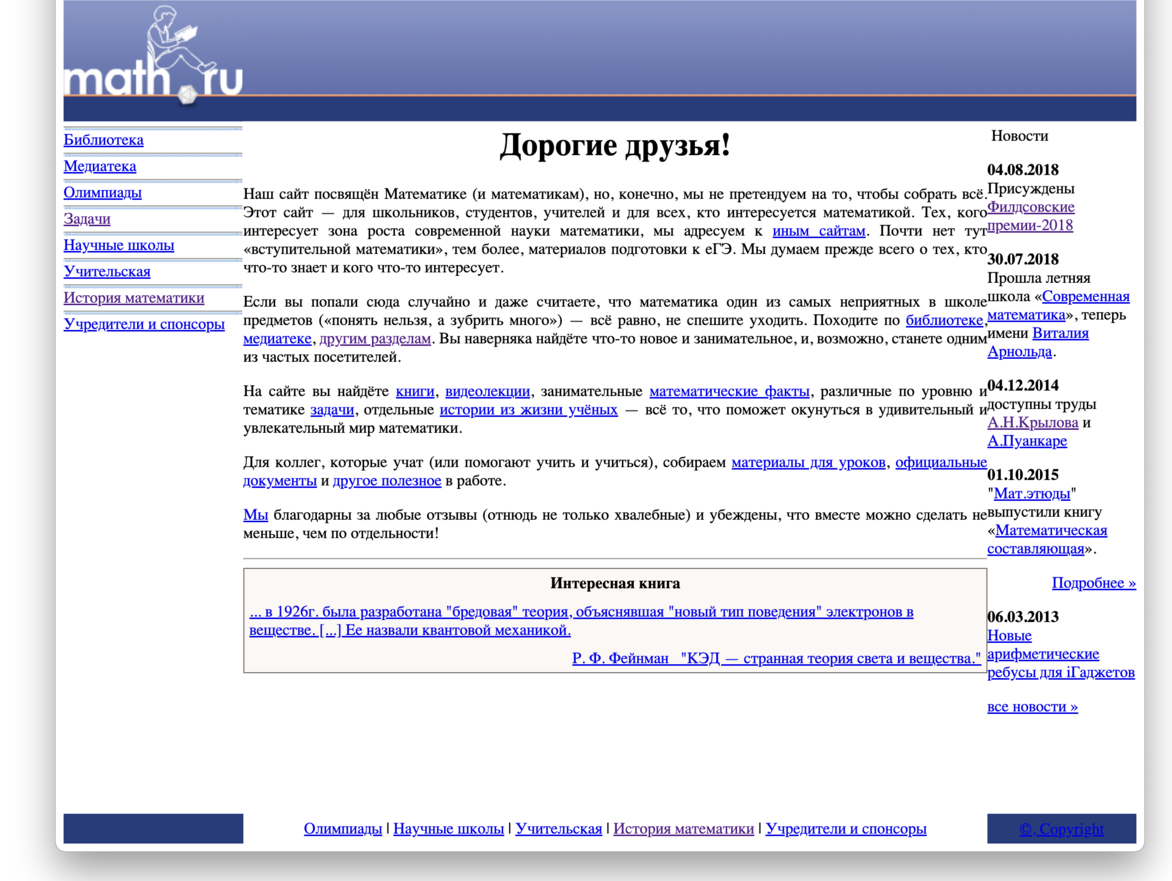 math.ru
Библиотека
Медиатека
Олимпиады
Задачи
Научные школы
Учительская
История математики
Учредители и спонсоры
Дорогие друзья!
Наш сайт посвящён Математике (и математикам), но, конечно, мы не претендуем на то, чтобы собрать всё.
Этот сайт — для школьников, студентов, учителей и для всех, кто интересуется математикой. Тех, кого
интересует зона роста современной науки математики, мы адресуем к иным сайтам. Почти нет тут
«вступительной математики», тем более, материалов подготовки к еГЭ. Мы думаем прежде всего о тех, кто
что-то знает и кого что-то интересует.
Если вы попали сюда случайно и даже считаете, что математика один из самых неприятных в школе
предметов («понять нельзя, а зубрить много») — всё равно, не спешите уходить. Походите по библиотеке,
медиатеке, другим разделам. Вы наверняка найдёте что-то новое и занимательное, и, возможно, станете одним
из частых посетителей.
На сайте вы найдёте книги, видеолекции, занимательные математические факты, различные по уровню и
тематике задачи, отдельные истории из жизни учёных — всё то, что поможет окунуться в удивительный и
увлекательный мир математики.
Для коллег, которые учат (или помогают учить и учиться), собираем материалы для уроков, официальные
документы и другое полезное в работе.
Мы благодарны за любые отзывы (отнюдь не только хвалебные) и убеждены, что вместе можно сделать не
меньше, чем по отдельности!
Интересная книга
... в 1926г. была разработана "бредовая" теория, объяснявшая "новый тип поведения" электронов в
веществе. [...] Ее назвали квантовой механикой.
Р. Ф. Фейнман "КЭД — странная теория света и вещества."
Новости
04.08.2018
Присуждены
Филдсовские
премии-2018
30.07.2018
Прошла летняя
школа «Современная
математика», теперь
имени Виталия
Арнольда.
04.12.2014
доступны труды
А.Н.Крылова и
А.Пуанкаре
01.10.2015
"Мат.этюды"
выпустили книгу
«Математическая
составляющая».
Подробнее »
06.03.2013
Новые
арифметические
ребусы для iГаджетов
все новости »
Олимпиады | Научные школы | Учительская | История математики | Учредители и спонсоры
©, Copyright